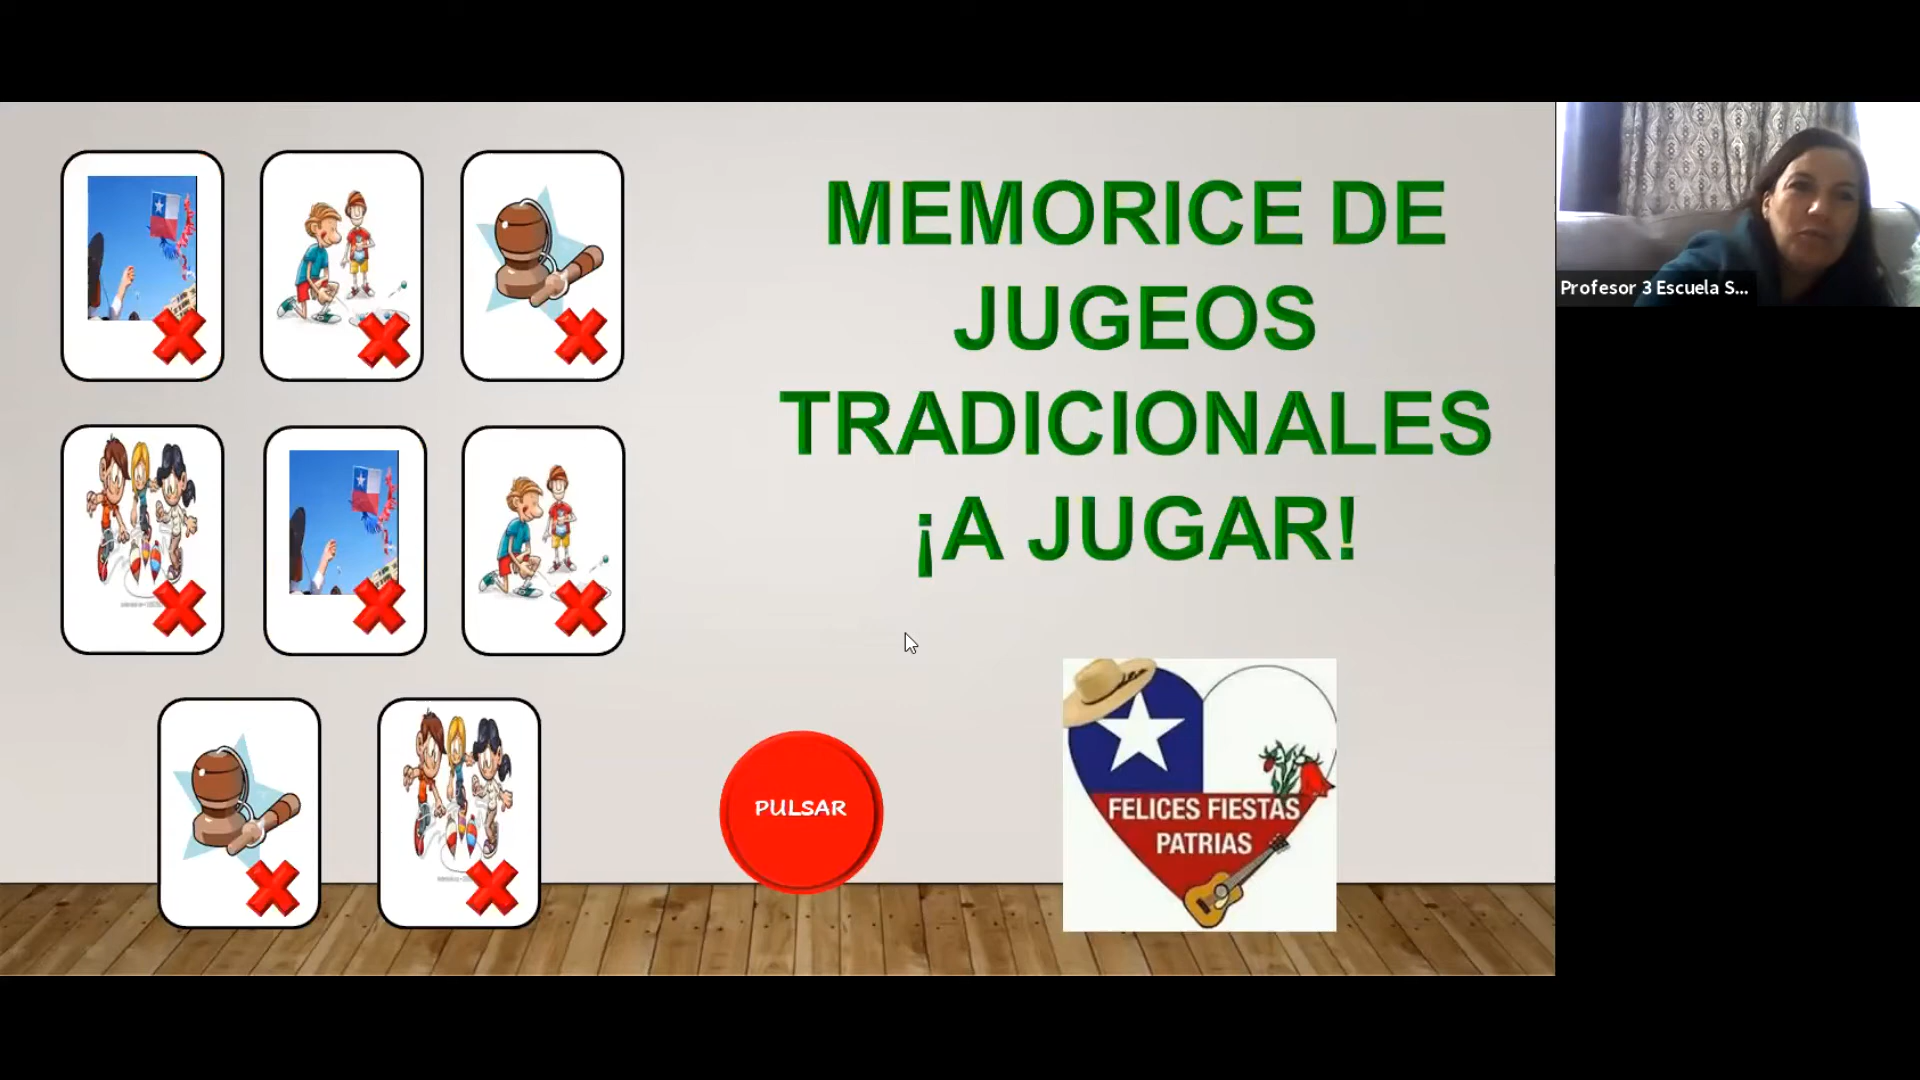 MEMORICE DE
JUGEOS
TRADICIONALES
¡A JUGAR!
Profesor 3 Escuela S...
PULSAR
FELICES FIESTAS
PATRIAS